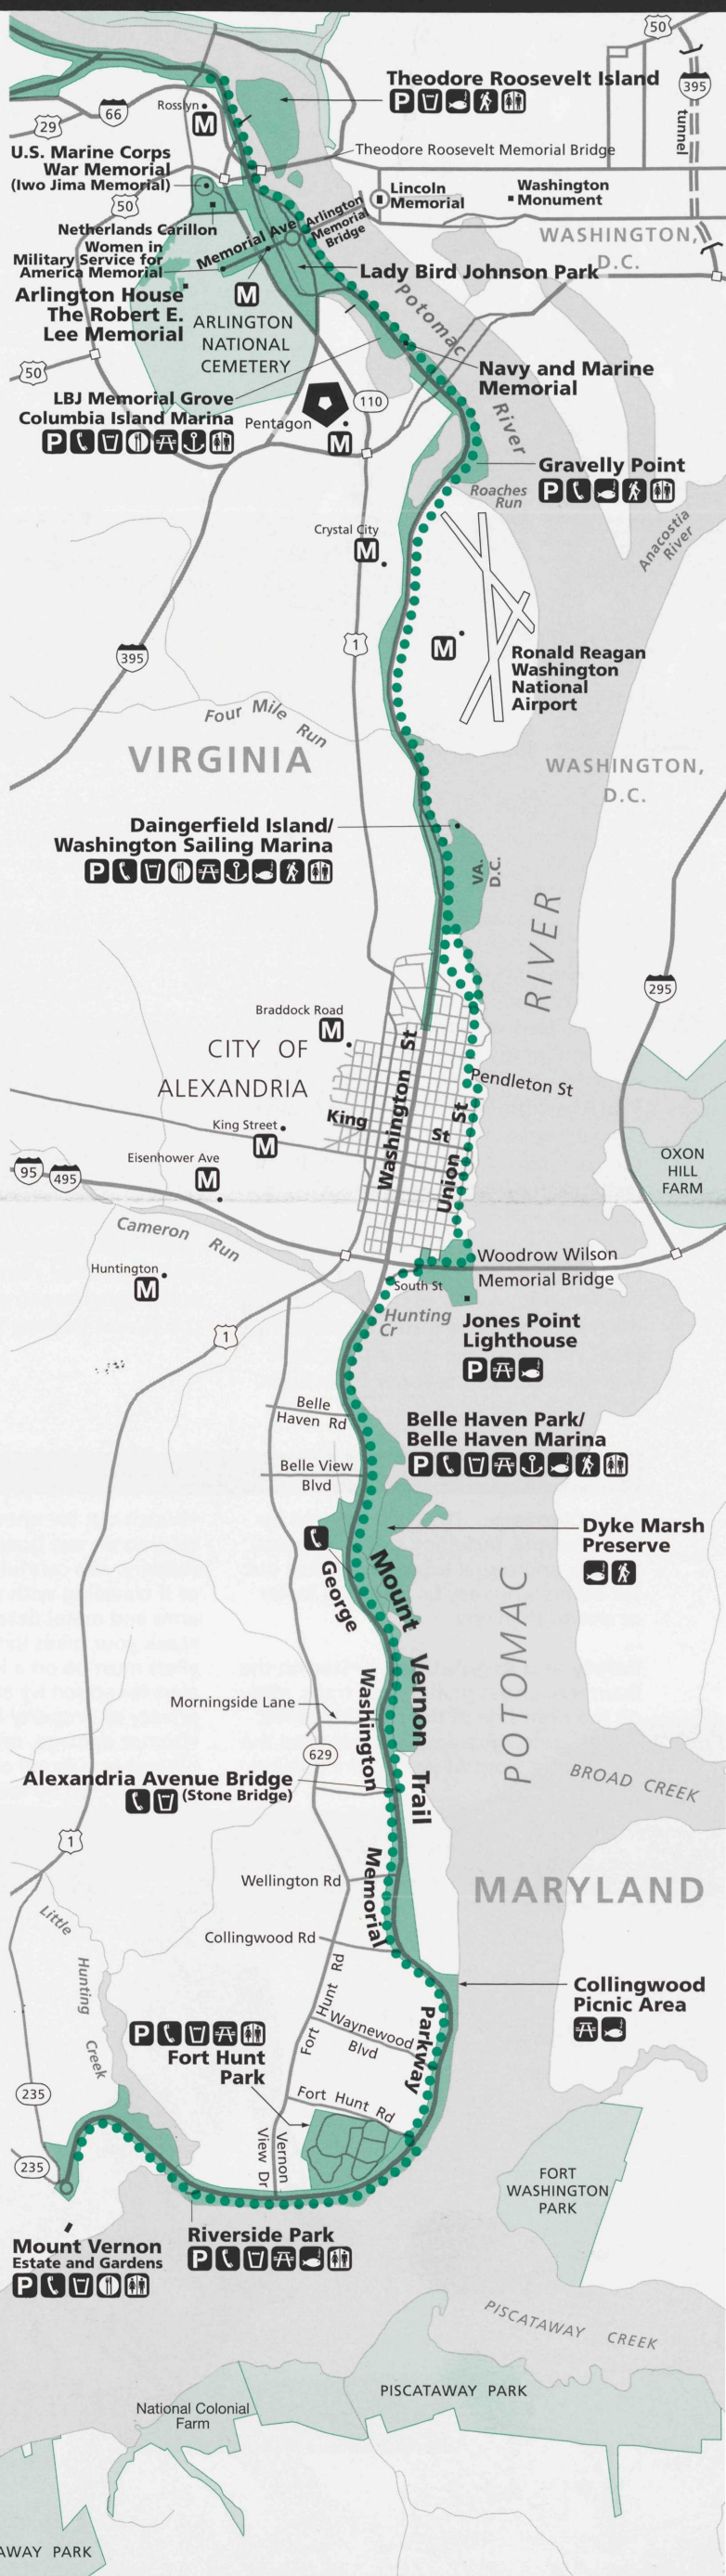 50
395
tunnel
Theodore Roosevelt Island
P
Rosslyn
M
66
29
Theodore Roosevelt Memorial Bridge
U.S. Marine Corps
War Memorial
(Iwo Jima Memorial)
50
Lincoln
Memorial
Washington
Monument
Netherlands Carillon
Arlington
Memorial
Bridge
WASHINGTON,
D.C.
Women in
Military Service for
America Memorial
Memorial Ave
Lady Bird Johnson Park
Arlington House
The Robert E.
Lee Memorial
M
ARLINGTON
NATIONAL
CEMETERY
Potomac
River
50
Navy and Marine
Memorial
LBJ Memorial Grove
Columbia Island Marina
P
110
Pentagon
M
Gravelly Point
P
Roaches
Run
Anacostia
River
Crystal City
M
1
395
M
Ronald Reagan
Washington
National
Airport
Four Mile Run
VIRGINIA
WASHINGTON,
D.C.
Daingerfield Island/
Washington Sailing Marina
P
VA.
D.C.
RIVER
295
Braddock Road
M
CITY OF
ALEXANDRIA
Washington St
Pendleton St
King St
King Street
M
Union St
Eisenhower Ave
M
95
495
OXON
HILL
FARM
Cameron Run
Woodrow Wilson
Memorial Bridge
Huntington
M
South St
Hunting
Cr
Jones Point
Lighthouse
P
1
Belle
Haven Rd
Belle Haven Park/
Belle Haven Marina
P
Belle View
Blvd
Dyke Marsh
Preserve
George Washington Memorial Parkway
Mount Vernon Trail
POTOMAC
Morningside Lane
629
BROAD CREEK
Alexandria Avenue Bridge
(Stone Bridge)
1
Wellington Rd
MARYLAND
Little Hunting Creek
Collingwood Rd
Collingwood
Picnic Area
Fort Hunt Rd
Waynewood
Blvd
P
Fort Hunt
Park
Fort Hunt Rd
235
Vernon
View Dr
235
FORT
WASHINGTON
PARK
Mount Vernon
Estate and Gardens
P
Riverside Park
P
PISCATAWAY CREEK
PISCATAWAY PARK
National Colonial
Farm
AWAY PARK